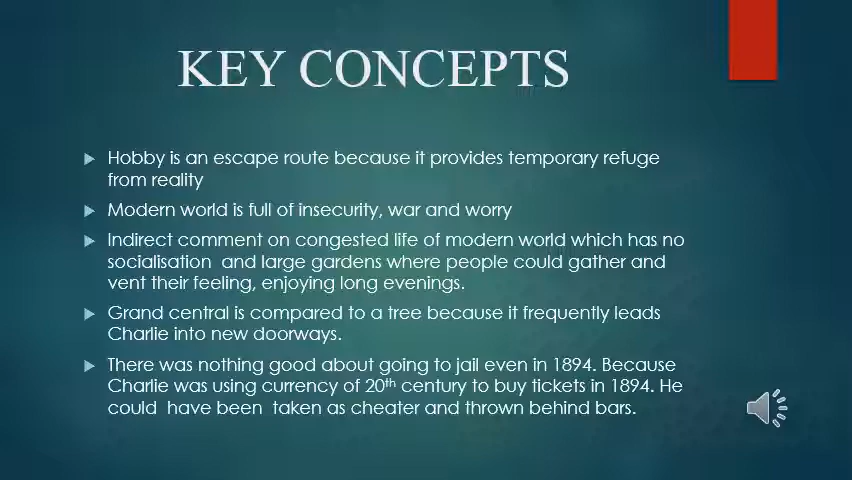 KEY CONCEPTS
Hobby is an escape route because it provides temporary refuge
from reality
Modern world is full of insecurity, war and worry
Indirect comment on congested life of modern world which has no
socialisation  and large gardens where people could gather and
vent their feeling, enjoying long evenings.
Grand central is compared to a tree because it frequently leads
Charlie into new doorways.
There was nothing good about going to jail even in 1894. Because
Charlie was using currency of 20th century to buy tickets in 1894. He
could  have been  taken as cheater and thrown behind bars.